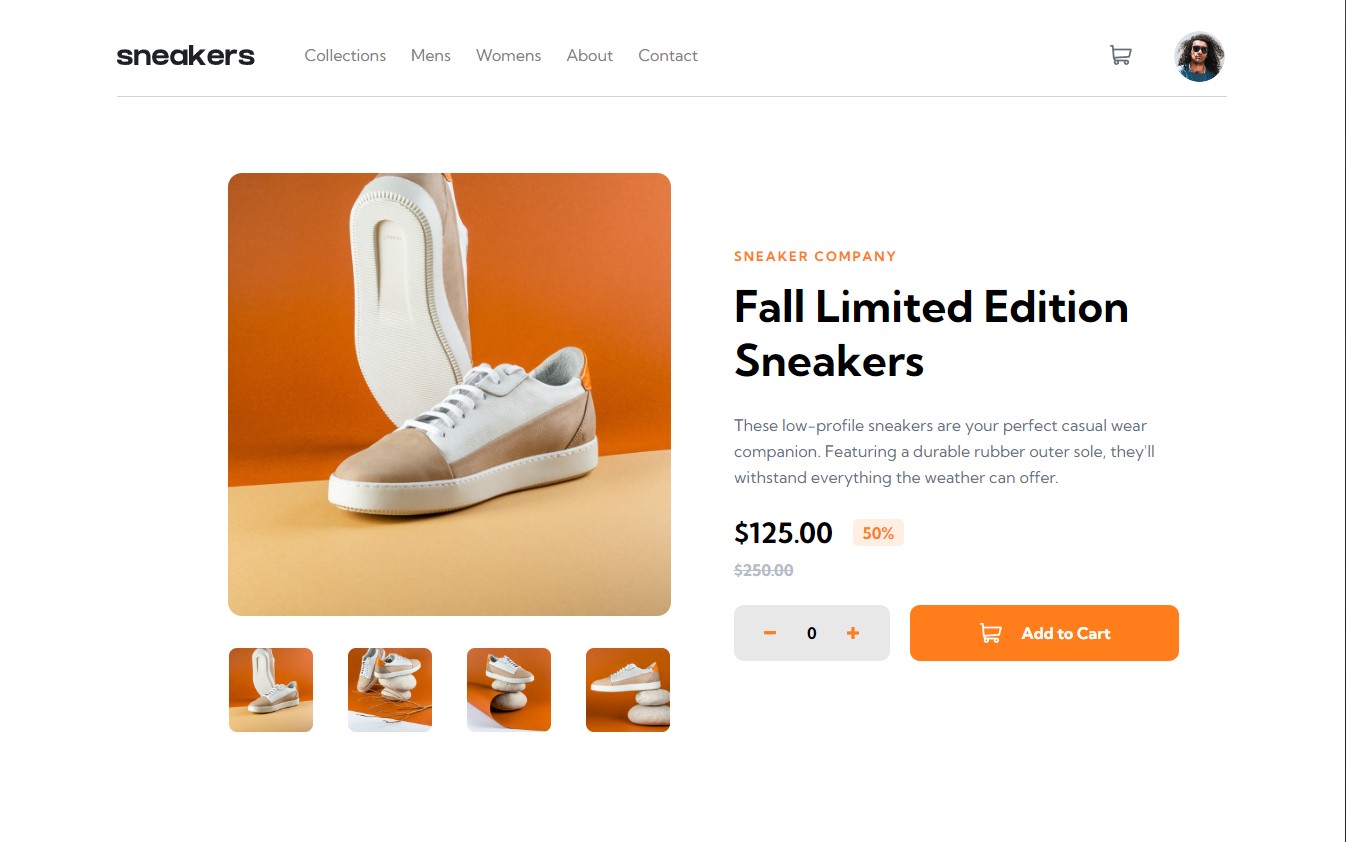 sneakers
Collections Mens Womens About Contact
SNEAKER COMPANY
Fall Limited Edition
Sneakers
These low-profile sneakers are your perfect casual wear
companion. Featuring a durable rubber outer sole, they'll
withstand everything the weather can offer.
$125.00 50%
$250.00
0
Add to Cart